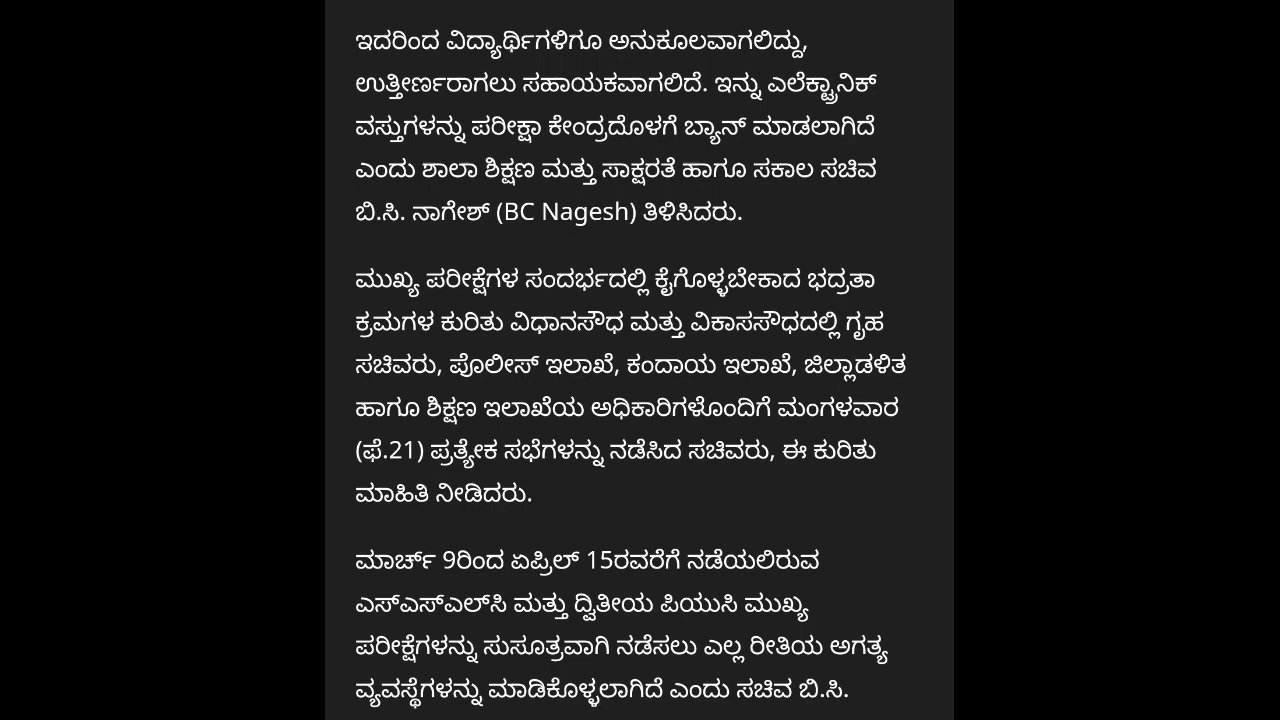 ಇದರಿಂದ ವಿದ್ಯಾರ್ಥಿಗಳಿಗೂ ಅನುಕೂಲವಾಗಲಿದ್ದು,
ಉತ್ತೀರ್ಣರಾಗಲು ಸಹಾಯಕವಾಗಲಿದೆ. ಇನ್ನು ಎಲೆಕ್ಟ್ರಾನಿಕ್
ವಸ್ತುಗಳನ್ನು ಪರೀಕ್ಷಾ ಕೇಂದ್ರದೊಳಗೆ ಬ್ಯಾನ್ ಮಾಡಲಾಗಿದೆ
ಎಂದು ಶಾಲಾ ಶಿಕ್ಷಣ ಮತ್ತು ಸಾಕ್ಷರತೆ ಹಾಗೂ ಸಕಾಲ ಸಚಿವ
ಬಿ.ಸಿ. ನಾಗೇಶ್ (BC Nagesh) ತಿಳಿಸಿದರು.
ಮುಖ್ಯ ಪರೀಕ್ಷೆಗಳ ಸಂದರ್ಭದಲ್ಲಿ ಕೈಗೊಳ್ಳಬೇಕಾದ ಭದ್ರತಾ
ಕ್ರಮಗಳ ಕುರಿತು ವಿಧಾನಸೌಧ ಮತ್ತು ವಿಕಾಸಸೌಧದಲ್ಲಿ ಗೃಹ
ಸಚಿವರು, ಪೊಲೀಸ್ ಇಲಾಖೆ, ಕಂದಾಯ ಇಲಾಖೆ, ಜಿಲ್ಲಾಡಳಿತ
ಹಾಗೂ ಶಿಕ್ಷಣ ಇಲಾಖೆಯ ಅಧಿಕಾರಿಗಳೊಂದಿಗೆ ಮಂಗಳವಾರ
(ಫೆ.21) ಪ್ರತ್ಯೇಕ ಸಭೆಗಳನ್ನು ನಡೆಸಿದ ಸಚಿವರು, ಈ ಕುರಿತು
ಮಾಹಿತಿ ನೀಡಿದರು.
ಮಾರ್ಚ್ 9ರಿಂದ ಏಪ್ರಿಲ್ 15ರವರೆಗೆ ನಡೆಯಲಿರುವ
ಎಸ್‌ಎಸ್‌ಎಲ್‌ಸಿ ಮತ್ತು ದ್ವಿತೀಯ ಪಿಯುಸಿ ಮುಖ್ಯ
ಪರೀಕ್ಷೆಗಳನ್ನು ಸುಸೂತ್ರವಾಗಿ ನಡೆಸಲು ಎಲ್ಲ ರೀತಿಯ ಅಗತ್ಯ
ವ್ಯವಸ್ಥೆಗಳನ್ನು ಮಾಡಿಕೊಳ್ಳಲಾಗಿದೆ ಎಂದು ಸಚಿವ ಬಿ.ಸಿ.